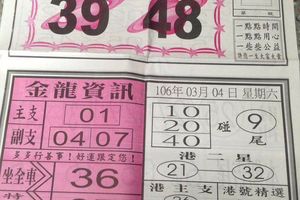 39 48
一點點時間
一點點用心
一些些公益
金龍資訊
106年03月04日星期六
主支 01
副支 04 07
多多行善事！好運限定您！
坐全車 36
10
20
40
碰 9 尾
港二星
21 32
港主支
港號精選